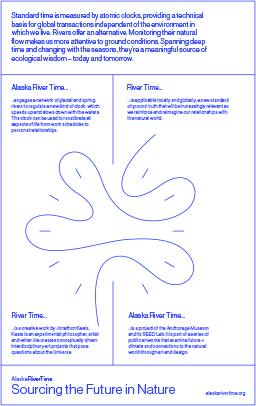 Standard time is measured by atomic clocks, providing a technical
basis for global transactions independent of the environment in
which we live. Rivers offer an alternative. Monitoring their natural
flow makes us more attentive to ground conditions. Spanning deep
time and changing with the seasons, they're a meaningful source of
ecological wisdom – today and tomorrow.
Alaska River Time...
...engages a network of glacial and spring
rivers to regulate a new kind of clock, which
speeds up and slows down with the waters.
The clock can be used to recalibrate all
aspects of life from work schedules to
personal relationships.
River Time...
...is applicable locally and globally, a new standard
of ground truth that will be increasingly relevant as
we reinforce and reimagine our relationships with
the natural world.
River Time...
...is a creative work by Jonathon Keats.
Keats is an experimental philosopher, artist
and writer. He creates conceptually driven
interdisciplinary art projects that pose
questions about the Universe.
Alaska River Time...
...is a project of the Anchorage Museum
and its SEED Lab. It is part of a series of
public artworks that examine future
climate and connections to the natural
world through art and design.
Alaska River Time
Sourcing the Future in Nature
alaskarivertime.org